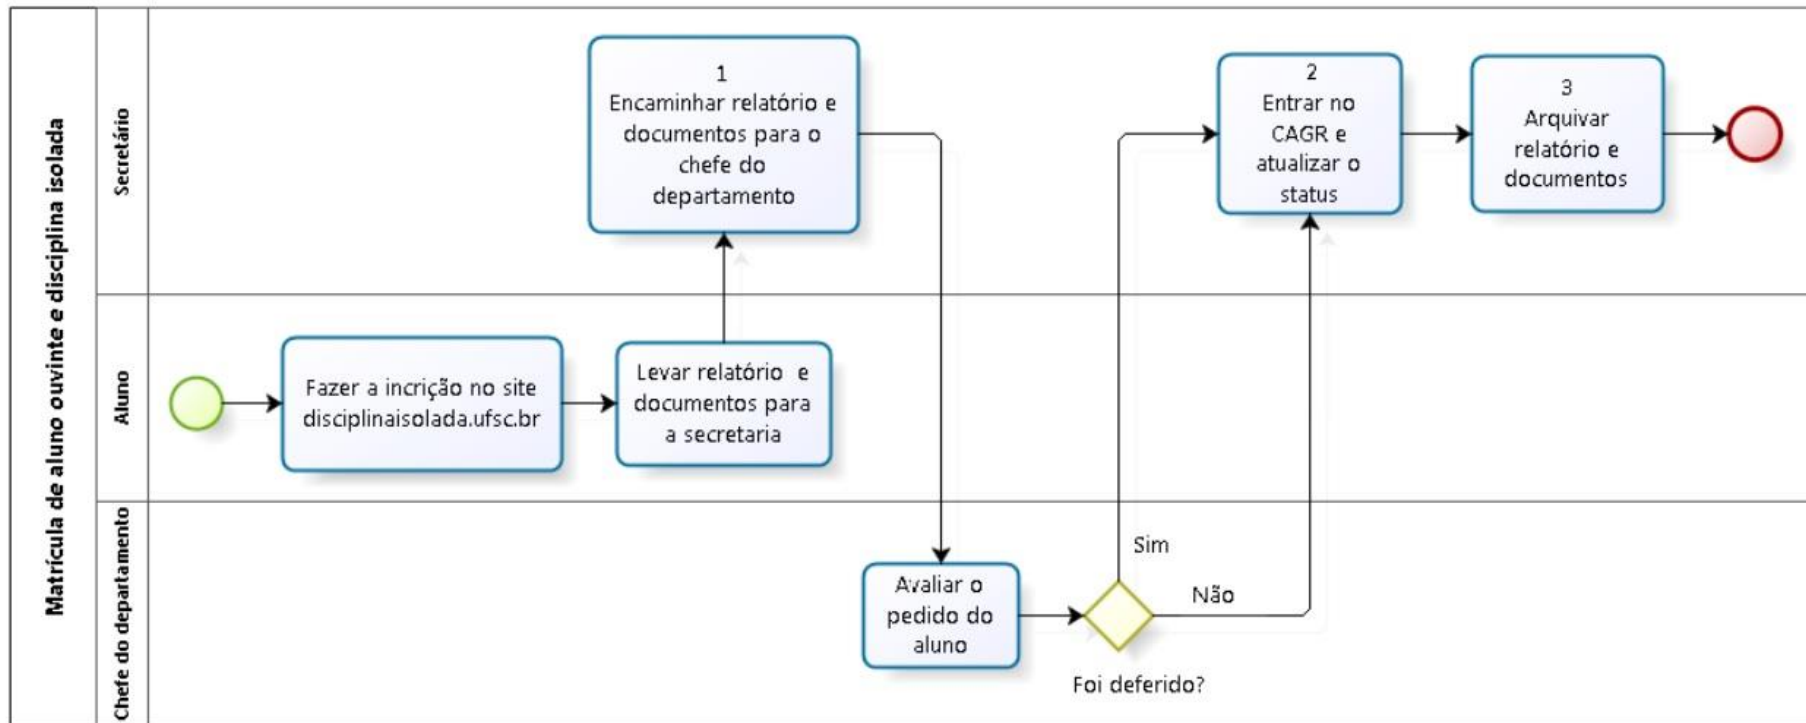 Matrícula de aluno ouvinte e disciplina isolada
Secretário
1
Encaminhar relatório e
documentos para o
chefe do
departamento
2
Entrar no
CAGR e
atualizar o
status
3
Arquivar
relatório e
documentos
Aluno
Fazer a incrição no site
disciplinaisolada.ufsc.br
Levar relatório e
documentos para
a secretaria
Chefe do departamento
Avaliar o
pedido do
aluno
Sim
Não
Foi deferido?